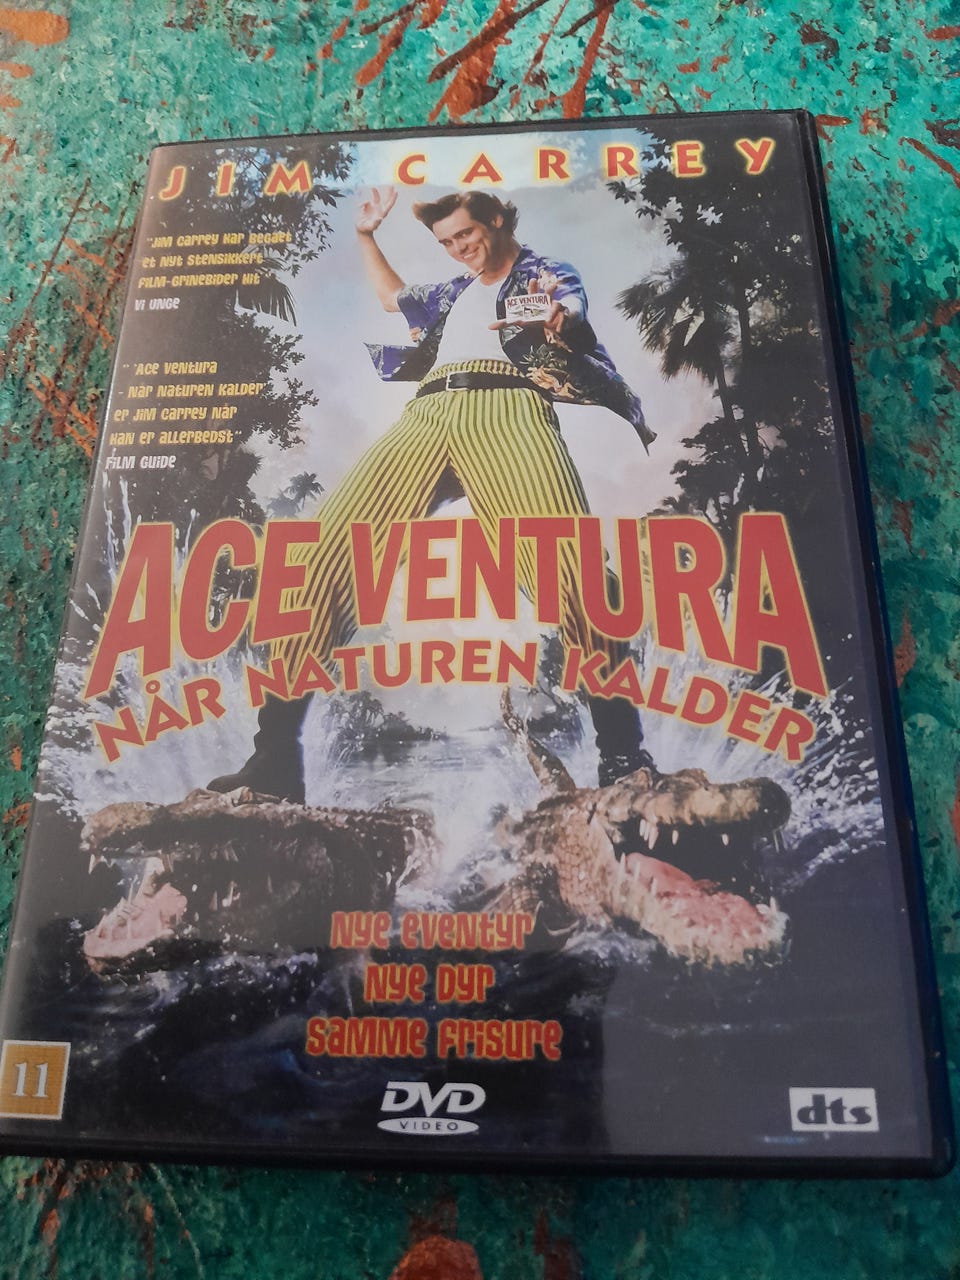 JIM CARREY
"JIM CARREY HAR BEGÅET
ET NYT STENSIKKERT
FILM-GRINEBIDER HIT
VI UNGE
ACE VENTURA
" 'ACE VENTURA
- NÅR NATUREN KALDER'
ER JIM CARREY NÅR
HAN ER ALLERBEDST"
FILM GUIDE
ACE VENTURA
NÅR NATUREN KALDER
NYE EVENTYR
NYE DYR
SAMME FRISURE
11
DVD
VIDEO
dts